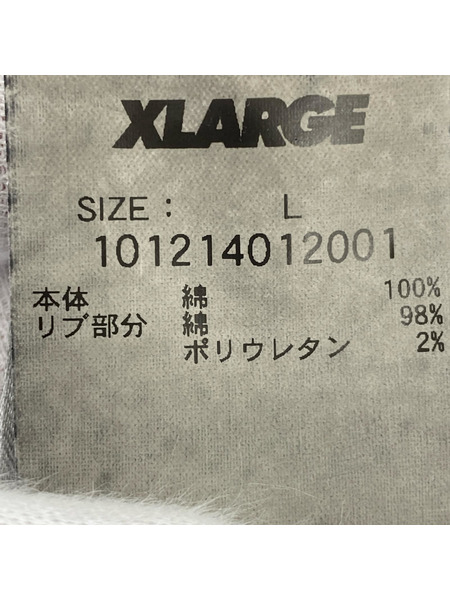 XLARGE
SIZE : L
101214012001
本体 綿 100%
リブ部分 綿 98%
ポリウレタン 2%